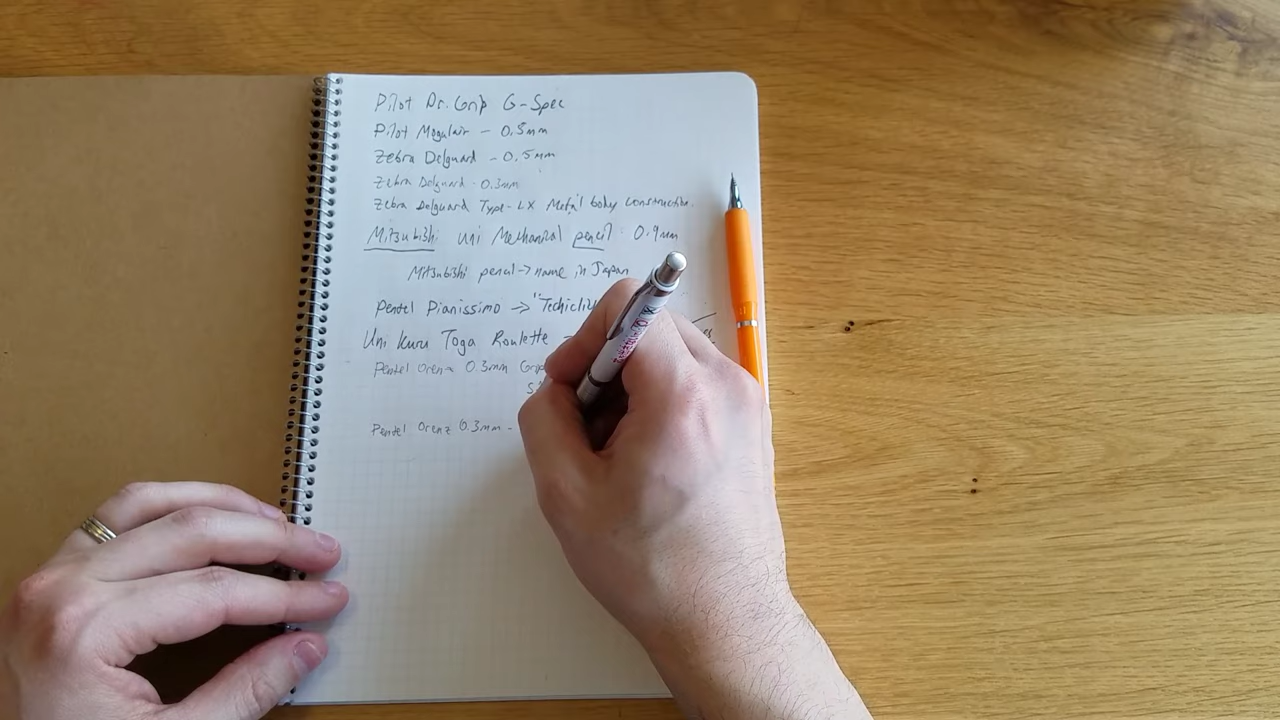 Pilot Dr. Grip G-Spec
Pilot Mogulair - 0.5mm
Zebra Delguard - 0.5mm
Zebra Delguard - 0.3mm
Zebra Delguard Type-LX Metal body construction.
Mitsubishi Uni Mechanical pencil : 0.9mm
Mitsubishi pencil -> name in Japan
Pentel Pianissimo ->
Uni Kuru Toga Roulette
Pentel Orenz 0.3mm Grip
Pentel Orenz 0.3mm -